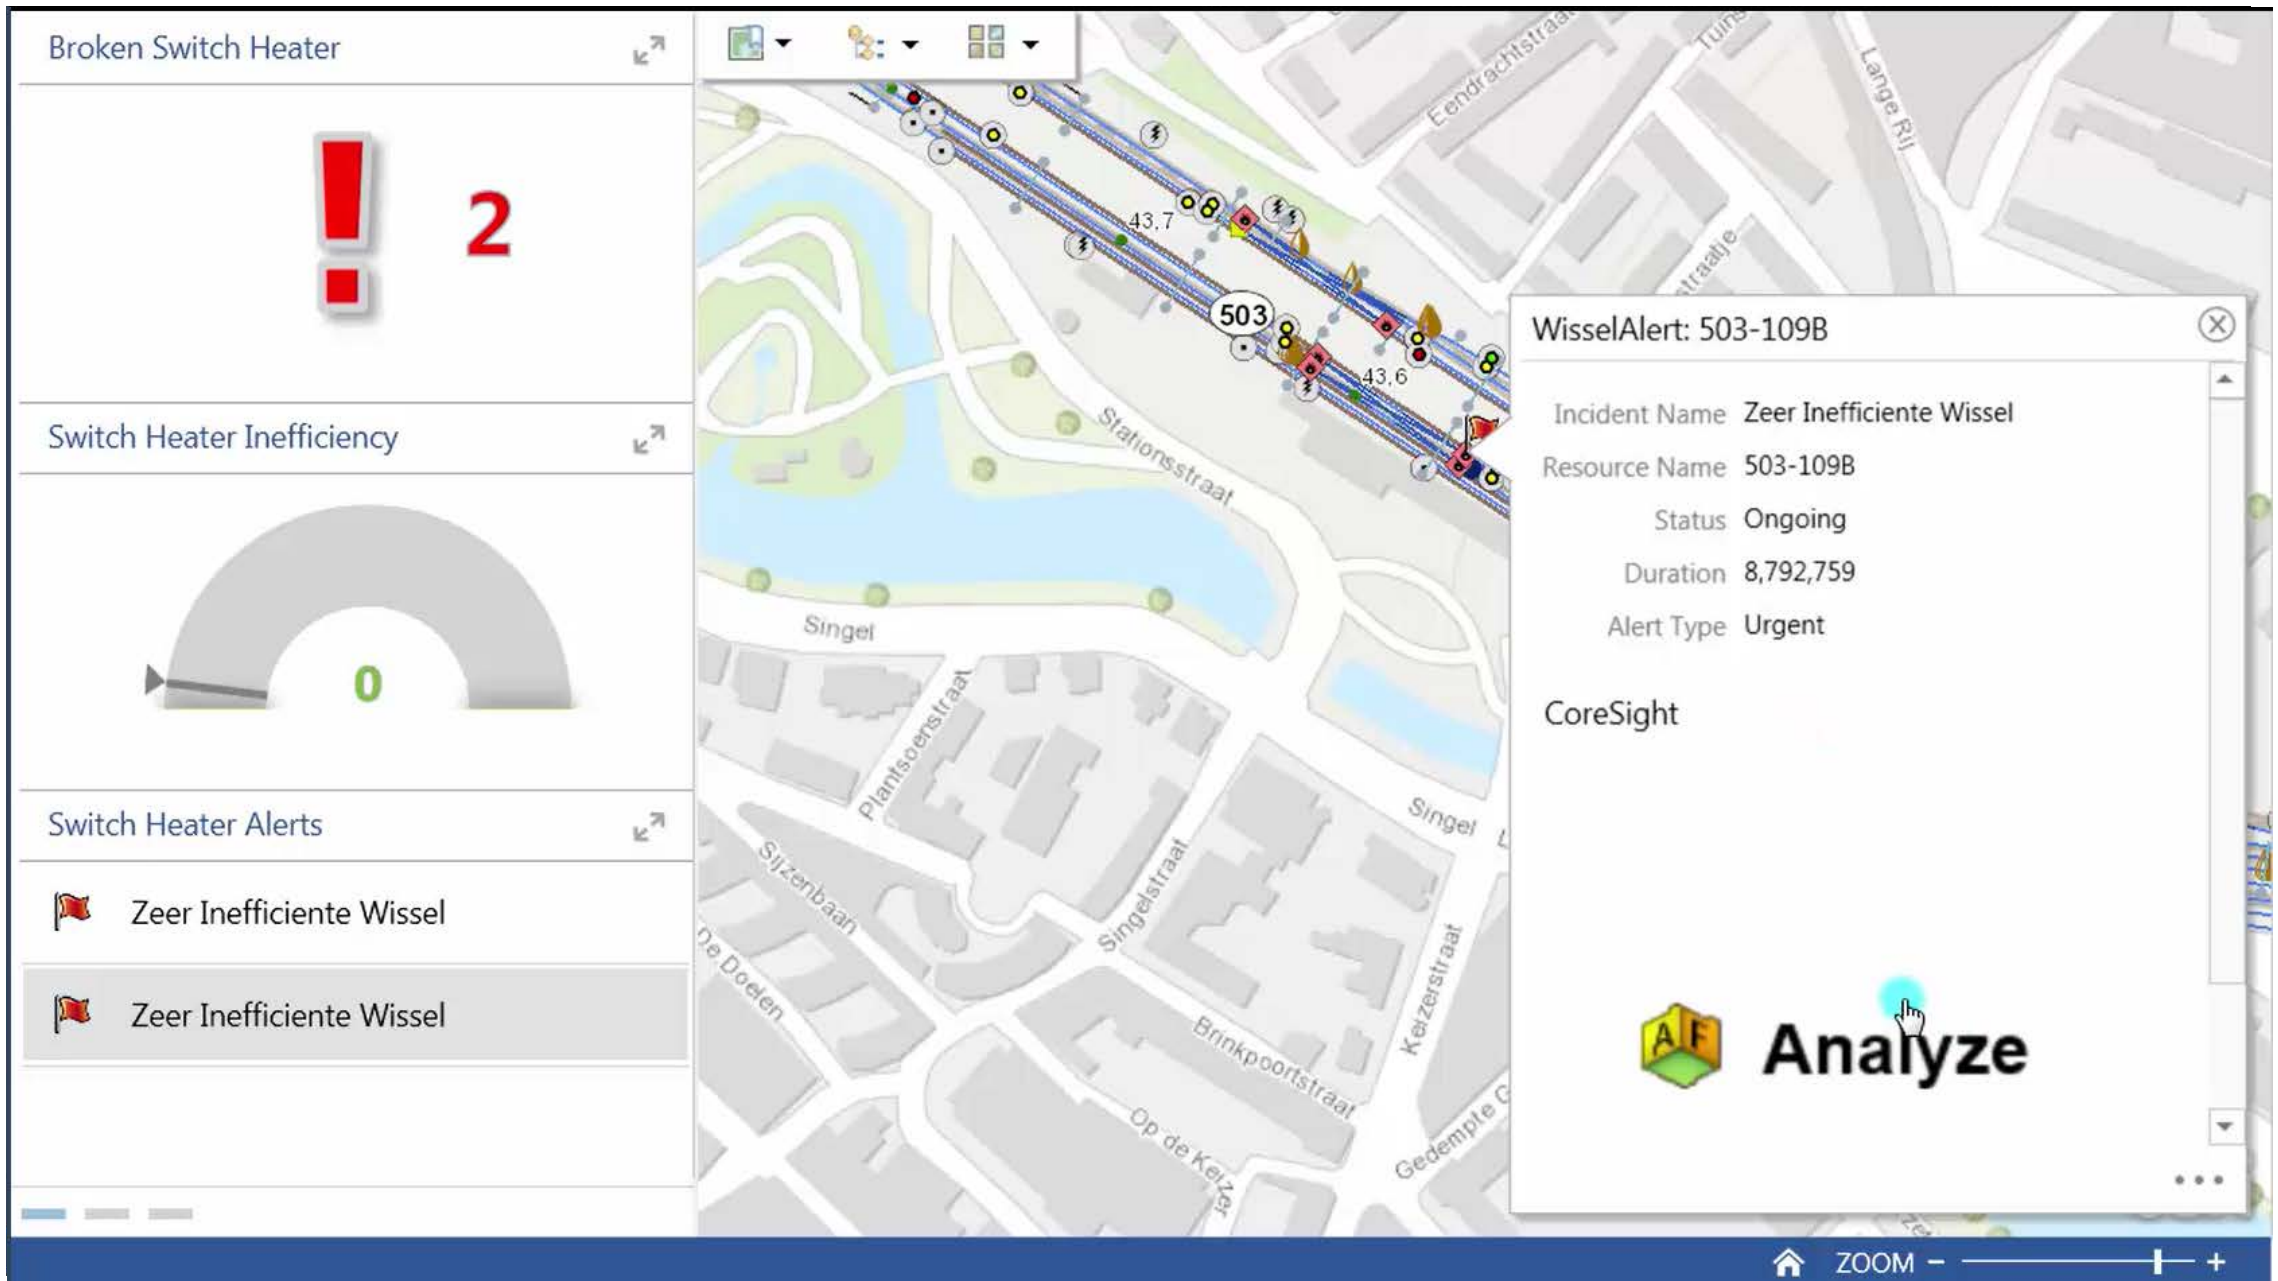 Broken Switch Heater
2
Switch Heater Inefficiency
0
Switch Heater Alerts
Zeer Inefficiente Wissel
Zeer Inefficiente Wissel
Eendrachtstraat
Tuins
Lange Rij
straatje
43,7
503
43,6
Stationsstraat
Singel
Plantsoenstraat
Singel
Sijzenbaan
Singelstraat
De Doelen
Keizerstraat
Brinkpoortstraat
Op de Keizer
Gedempte G
WisselAlert: 503-109B
Incident Name Zeer Inefficiente Wissel
Resource Name 503-109B
Status Ongoing
Duration 8,792,759
Alert Type Urgent
CoreSight
AF Analyze
ZOOM − +